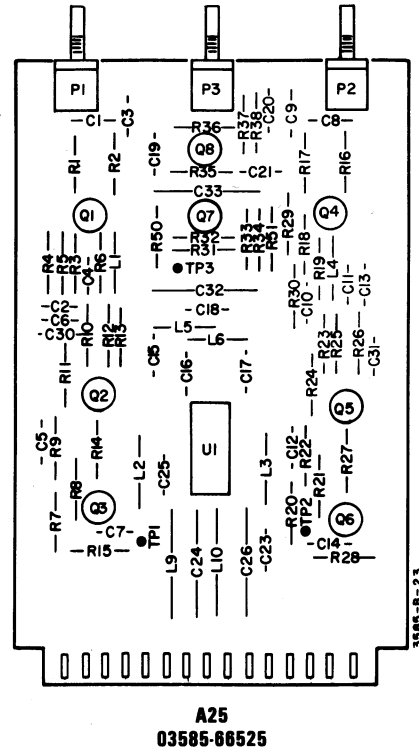 P1 P3 P2
C1 C3 R37 R38 C20 C9 C8
R36
R1 R2 C19 Q8 R17 R16
R35 C21
C33
Q1 Q7 Q4
R50 R32 R33 R34 R51 R29 R18
R4 R5 R3 C4 R6 L1 R31 R19 L4
TP3
C32 R30 C10 C11 C13
C2 C18
C6 L5
C30 R10 R12 R13 L6 R23 R25 R26
R11 C15 C16 C17 R24 C31
Q2 Q5
C5 R9 R14 U1 C12 R22 R27
R8 L2 C25 L3 R21
R7 Q3 R20 TP2 Q6
C7 TP1 C14
R15 L9 C24 L10 C26 C23 R28
3585-B-23
A25
03585-66525